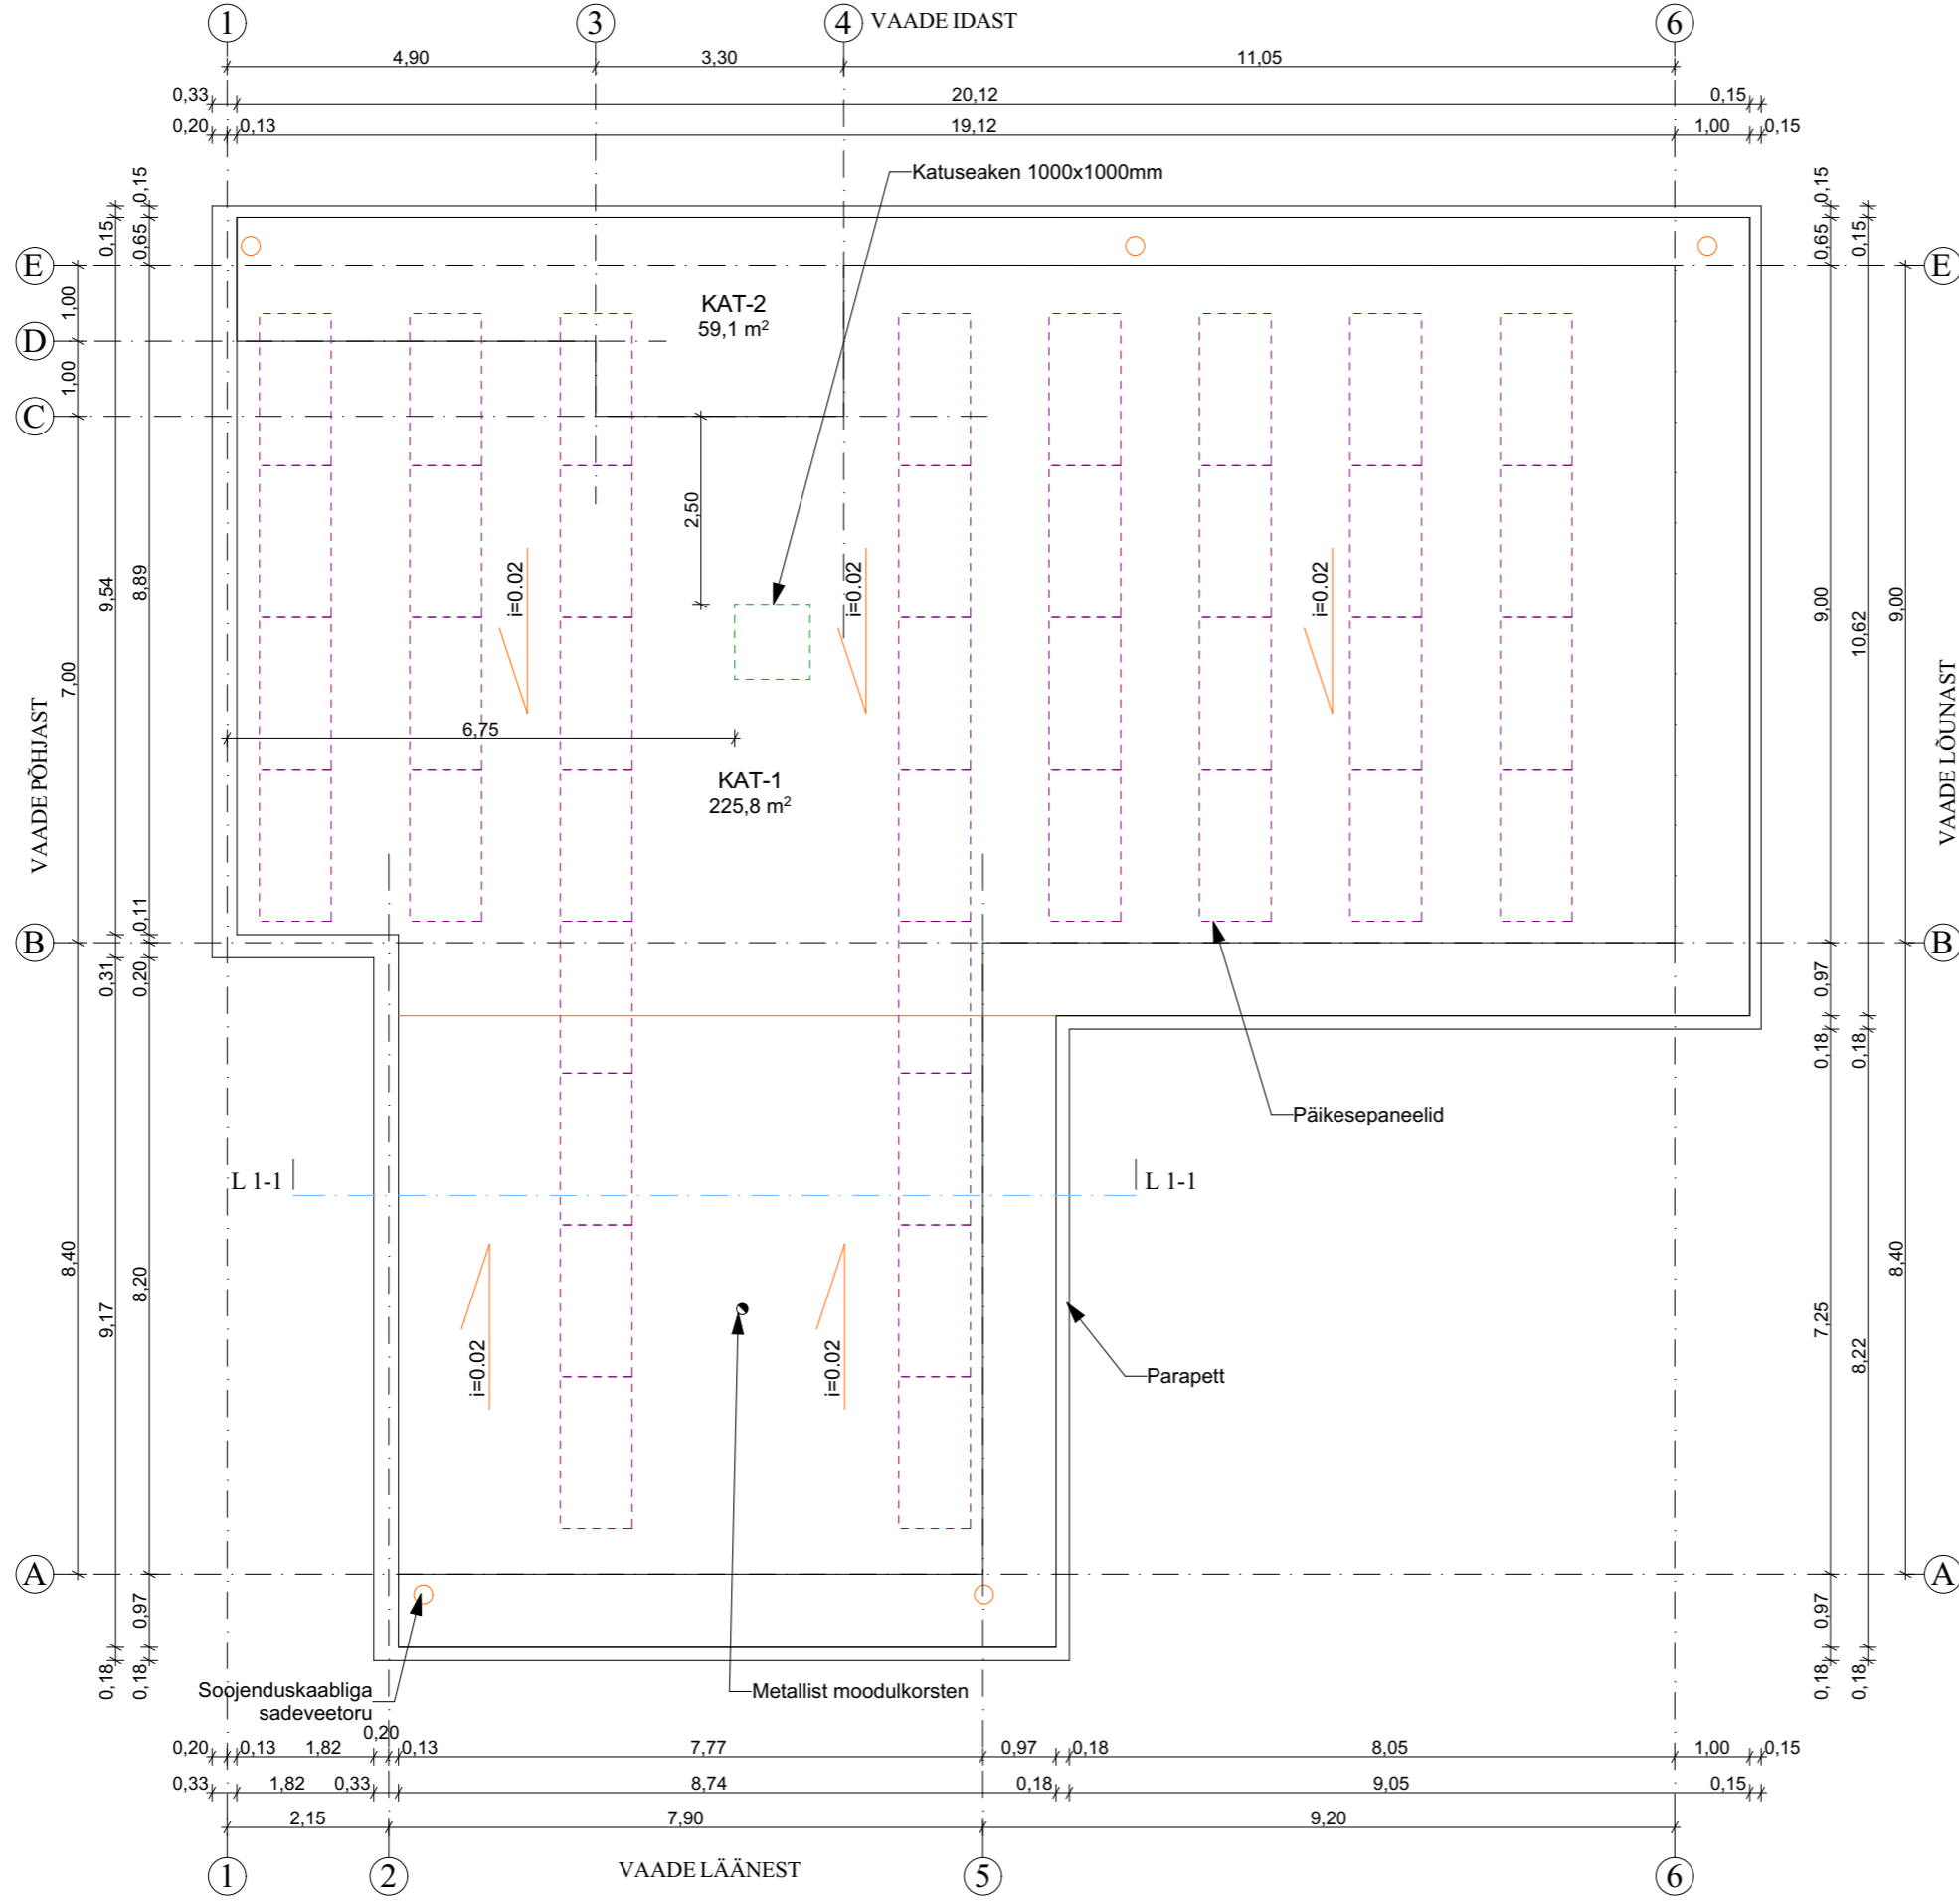 1
3
4
VAADE IDAST
6
4,90
3,30
11,05
0,33
20,12
0,15
0,20
0,13
19,12
1,00
0,15
Katuseaken 1000x1000mm
0,15
0,65
0,15
0,15
0,65
0,15
E
E
1,00
D
1,00
C
KAT-2
59,1 m²
2,50
9,54
8,89
7,00
i=0.02
i=0.02
i=0.02
9,00
10,62
9,00
VAADE PÕHJAST
VAADE LÕUNAST
6,75
KAT-1
225,8 m²
0,11
B
B
0,31
0,20
0,97
0,18
0,18
Päikesepaneelid
L 1-1
L 1-1
8,40
9,17
8,20
i=0.02
i=0.02
7,25
8,22
8,40
Parapett
A
A
0,97
0,18
0,18
0,97
0,18
0,18
Soojenduskaabliga
sadeveetoru
Metallist moodulkorsten
0,20
0,13
1,82
0,20
0,13
7,77
0,97
0,18
8,05
1,00
0,15
0,33
1,82
0,33
8,74
0,18
9,05
0,15
2,15
7,90
9,20
1
2
VAADE LÄÄNEST
5
6